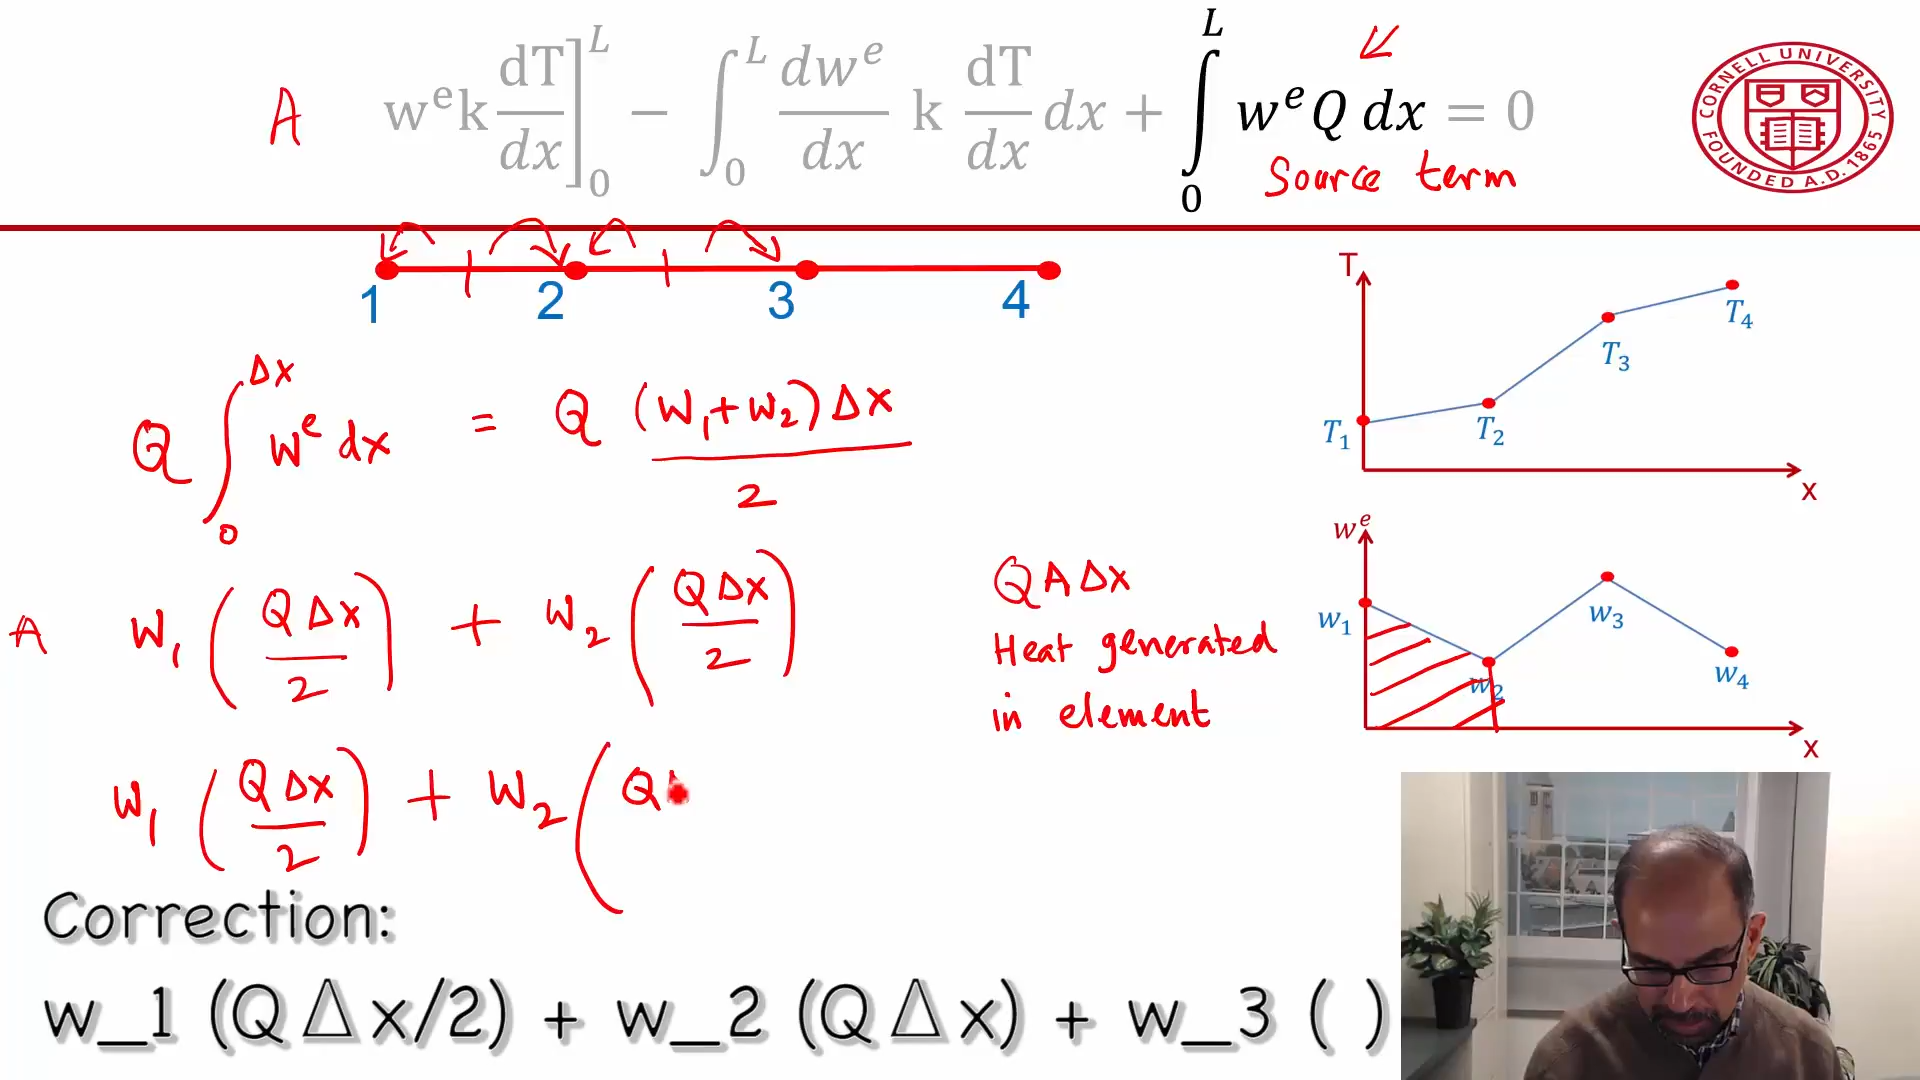 A w^e k dT/dx]_0^L − ∫_0^L dw^e/dx k dT/dx dx + ∫_0^L w^e Q dx = 0
Source term
CORNELL UNIVERSITY
FOUNDED A.D. 1865
1 2 3 4
T
T_1 T_2 T_3 T_4
x
Q ∫_0^Δx w^e dx = Q (w_1+w_2)Δx / 2
w^e
w_1 w_2 w_3 w_4
x
A w_1 (QΔx/2) + w_2 (QΔx/2)
QAΔx
Heat generated
in element
w_1 (QΔx/2) + w_2 (Q
Correction:
w_1 (QΔx/2) + w_2 (QΔx) + w_3 ( )